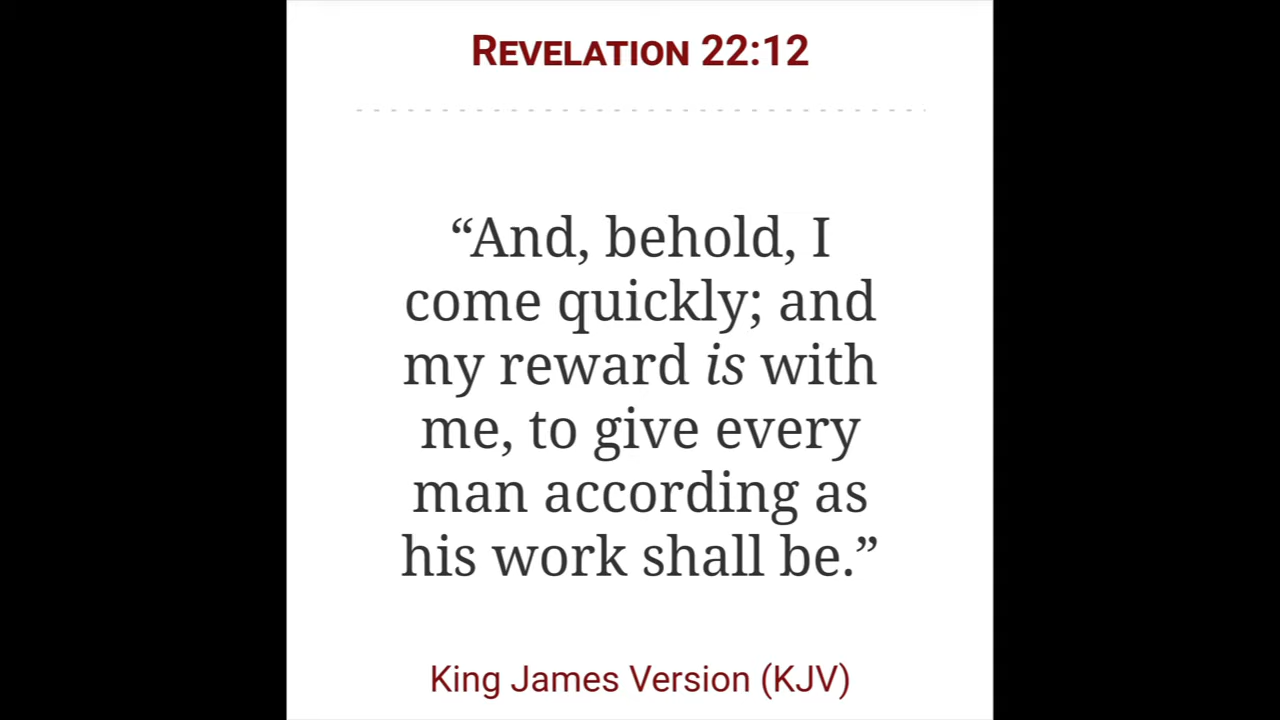 REVELATION 22:12
“And, behold, I
come quickly; and
my reward is with
me, to give every
man according as
his work shall be.”
King James Version (KJV)